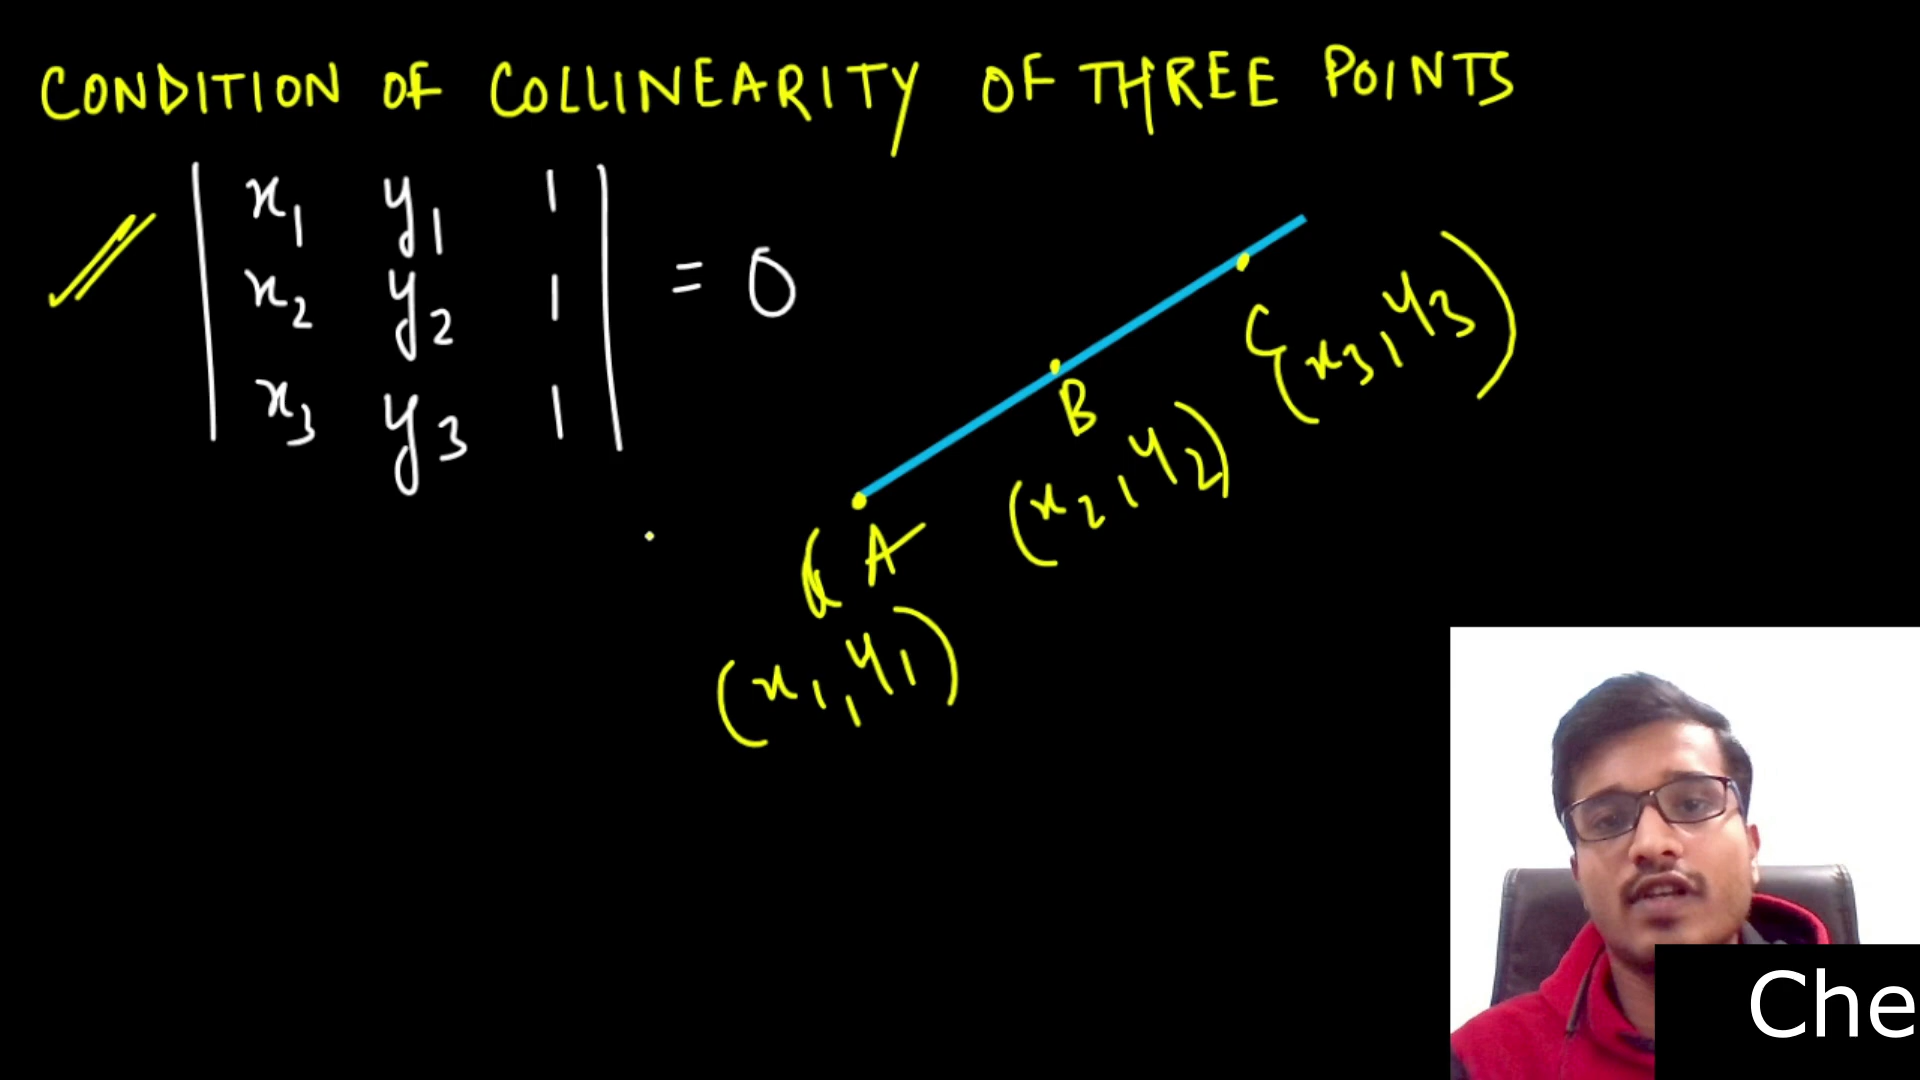 CONDITION OF COLLINEARITY OF THREE POINTS
x1 y1 1
x2 y2 1 = 0
x3 y3 1
C (x3, y3)
B (x2, y2)
A
(x1, y1)
Che